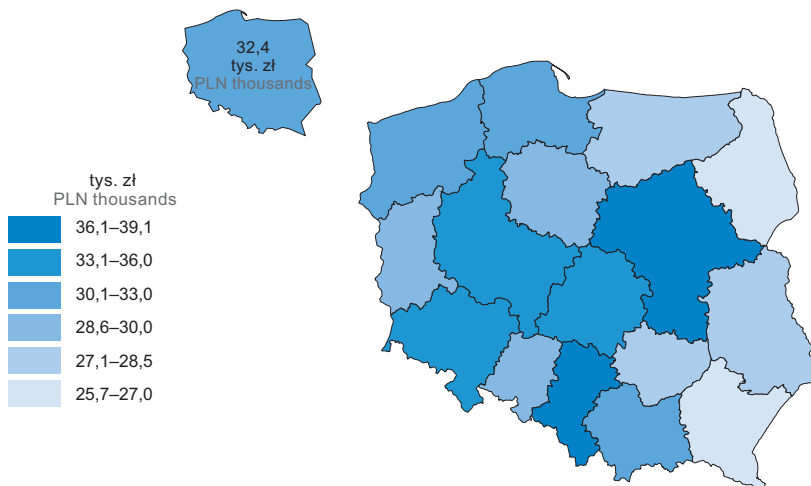 32,4
tys. zł
PLN thousands
tys. zł
PLN thousands
36,1–39,1
33,1–36,0
30,1–33,0
28,6–30,0
27,1–28,5
25,7–27,0